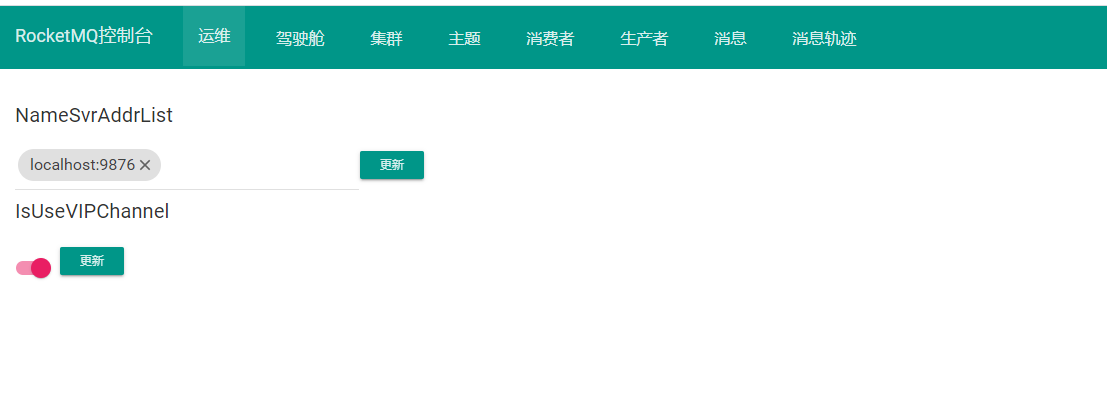 RocketMQ控制台 运维 驾驶舱 集群 主题 消费者 生产者 消息 消息轨迹
NameSvrAddrList
localhost:9876 更新
IsUseVIPChannel
更新